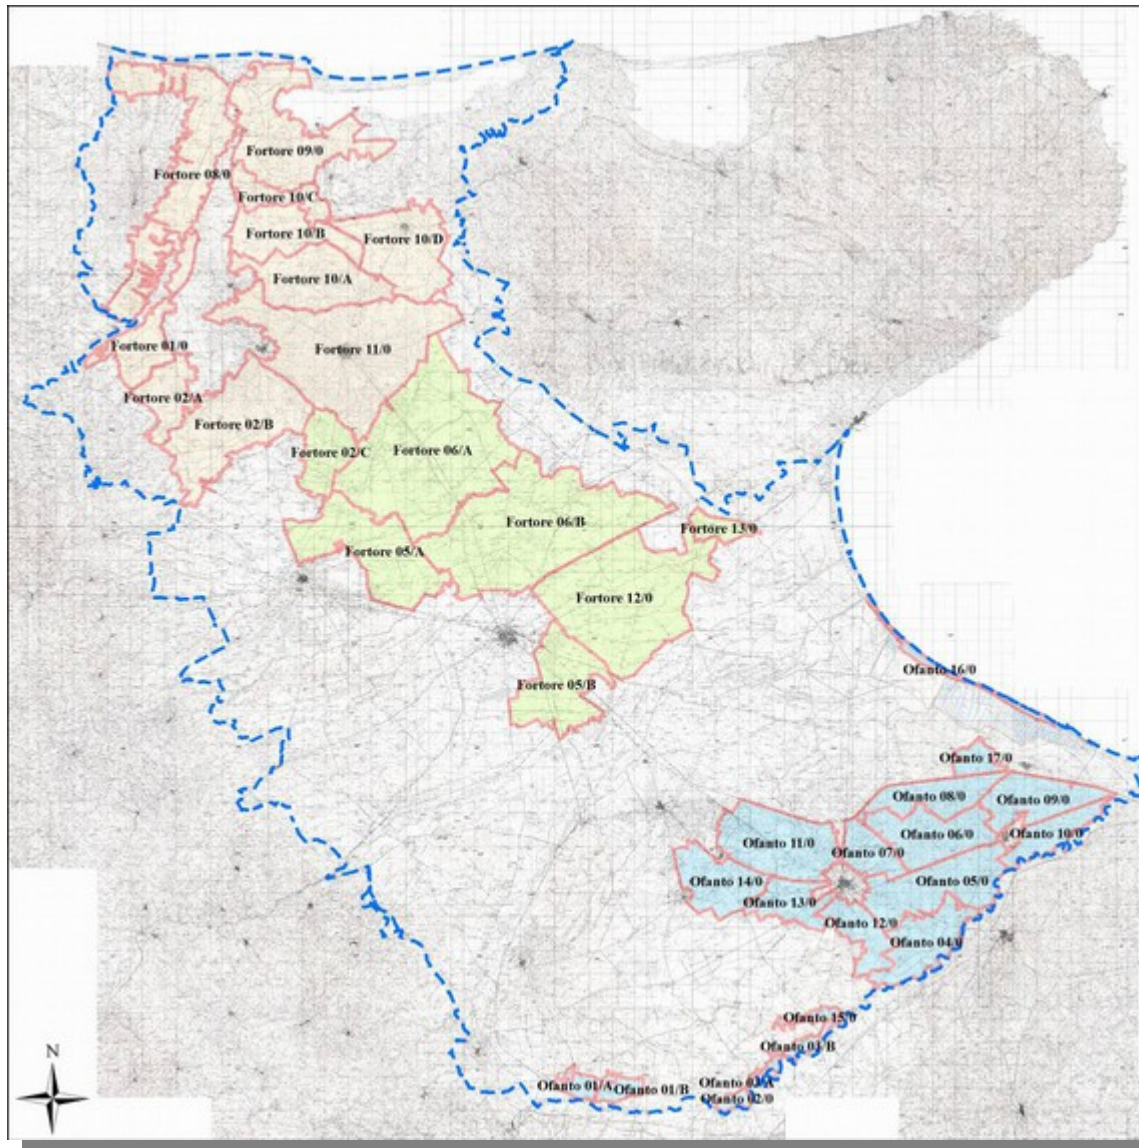 Fortore 09/0
Fortore 08/0
Fortore 10/C
Fortore 10/B
Fortore 10/D
Fortore 10/A
Fortore 01/0
Fortore 11/0
Fortore 02/A
Fortore 02/B
Fortore 02/C
Fortore 06/A
Fortore 06/B
Fortore 13/0
Fortore 05/A
Fortore 12/0
Ofanto 16/0
Fortore 05/B
Ofanto 17/0
Ofanto 08/0
Ofanto 09/0
Ofanto 06/0
Ofanto 10/0
Ofanto 11/0
Ofanto 07/0
Ofanto 14/0
Ofanto 05/0
Ofanto 13/0
Ofanto 12/0
Ofanto 04/0
Ofanto 15/0
Ofanto 03/B
N
Ofanto 01/A
Ofanto 01/B
Ofanto 03/A
Ofanto 02/0